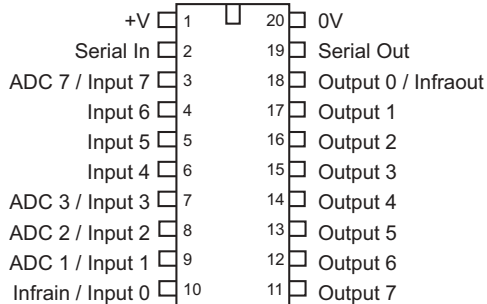 +V 1 20 0V
Serial In 2 19 Serial Out
ADC 7 / Input 7 3 18 Output 0 / Infraout
Input 6 4 17 Output 1
Input 5 5 16 Output 2
Input 4 6 15 Output 3
ADC 3 / Input 3 7 14 Output 4
ADC 2 / Input 2 8 13 Output 5
ADC 1 / Input 1 9 12 Output 6
Infrain / Input 0 10 11 Output 7